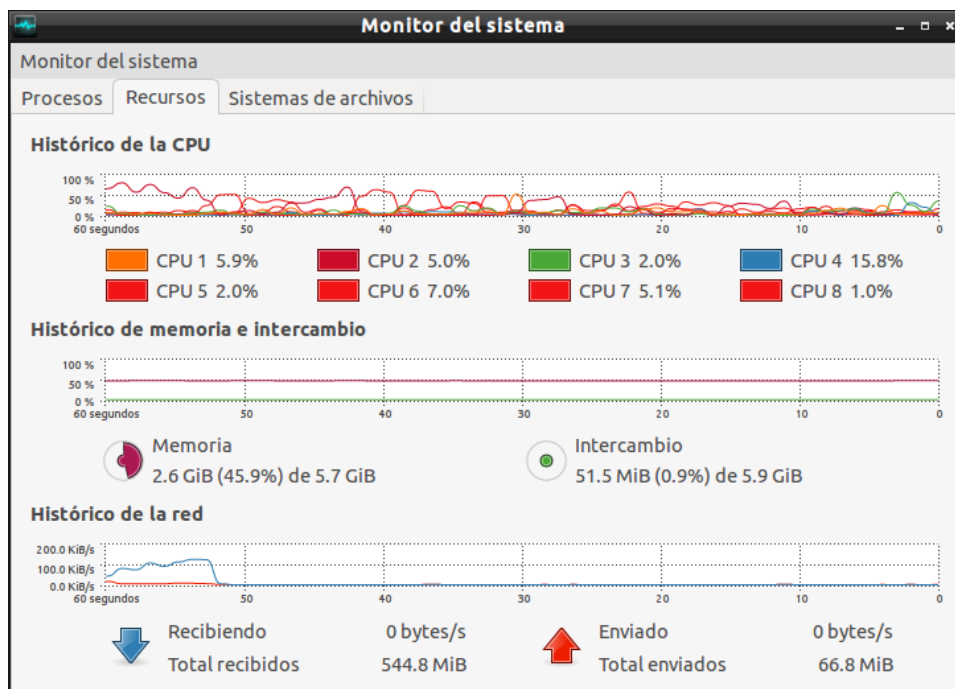 Monitor del sistema
Monitor del sistema
Procesos Recursos Sistemas de archivos
Histórico de la CPU
100 %
50 %
0 %
60 segundos 50 40 30 20 10 0
CPU 1 5.9% CPU 2 5.0% CPU 3 2.0% CPU 4 15.8%
CPU 5 2.0% CPU 6 7.0% CPU 7 5.1% CPU 8 1.0%
Histórico de memoria e intercambio
100 %
50 %
0 %
60 segundos 50 40 30 20 10 0
Memoria Intercambio
2.6 GiB (45.9%) de 5.7 GiB 51.5 MiB (0.9%) de 5.9 GiB
Histórico de la red
200.0 KiB/s
100.0 KiB/s
0.0 KiB/s
60 segundos 50 40 30 20 10 0
Recibiendo 0 bytes/s Enviado 0 bytes/s
Total recibidos 544.8 MiB Total enviados 66.8 MiB